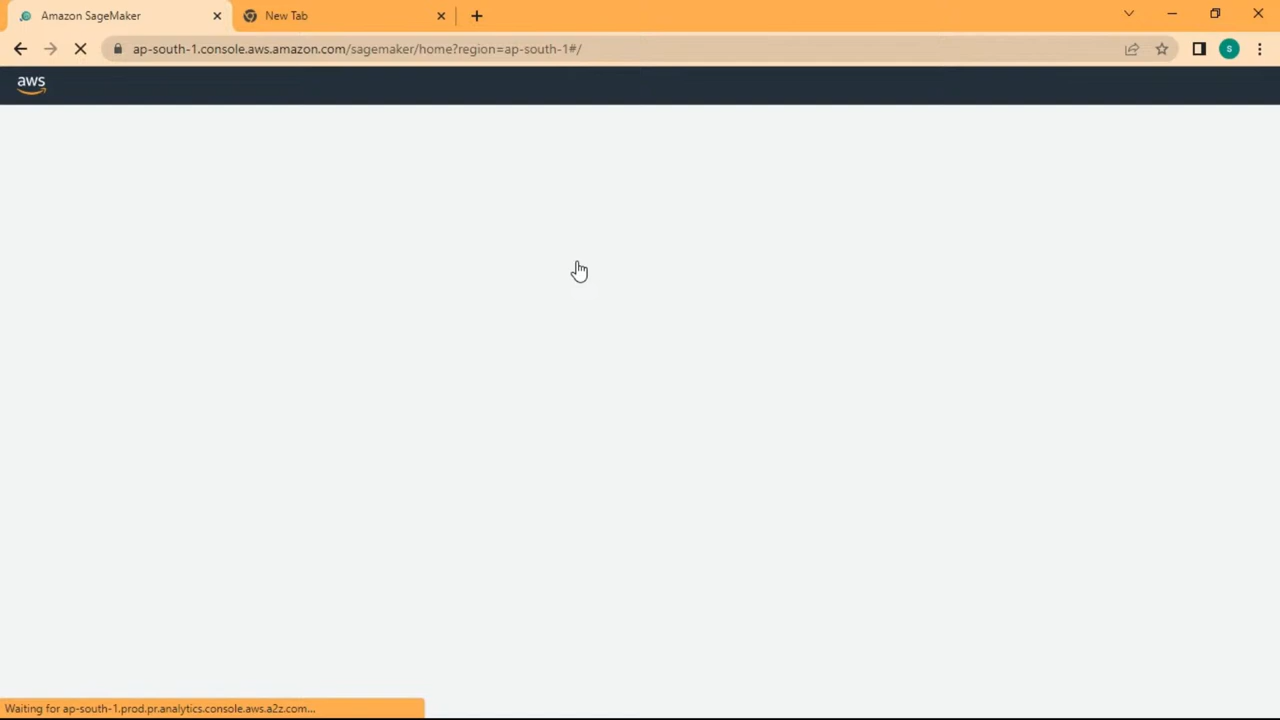 Amazon SageMaker
New Tab
ap-south-1.console.aws.amazon.com/sagemaker/home?region=ap-south-1#/
S
aws
Waiting for ap-south-1.prod.pr.analytics.console.aws.a2z.com...